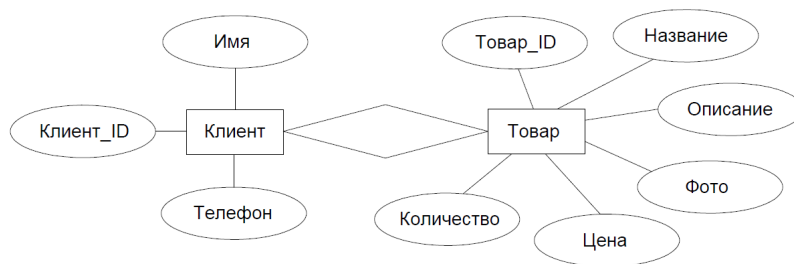 Имя
Товар_ID
Название
Клиент_ID
Клиент
Товар
Описание
Телефон
Количество
Фото
Цена